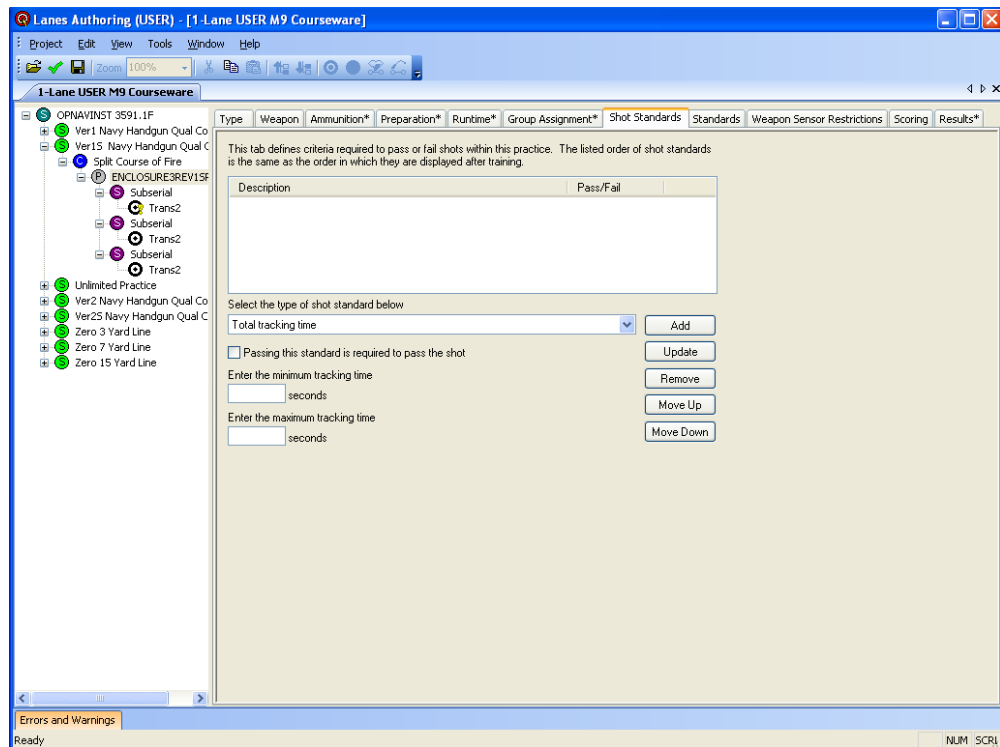 Lanes Authoring (USER) - [1-Lane USER M9 Courseware]
Project Edit View Tools Window Help
Zoom 100%
1-Lane USER M9 Courseware
OPNAVINST 3591.1F
Ver1 Navy Handgun Qual Co
Ver1S Navy Handgun Qual C
Split Course of Fire
ENCLOSURE3REV1SF
Subserial
Trans2
Subserial
Trans2
Subserial
Trans2
Unlimited Practice
Ver2 Navy Handgun Qual Co
Ver2S Navy Handgun Qual C
Zero 3 Yard Line
Zero 7 Yard Line
Zero 15 Yard Line
Type Weapon Ammunition* Preparation* Runtime* Group Assignment* Shot Standards Standards Weapon Sensor Restrictions Scoring Results*
This tab defines criteria required to pass or fail shots within this practice. The listed order of shot standards
is the same as the order in which they are displayed after training.
Description Pass/Fail
Select the type of shot standard below
Total tracking time Add
Passing this standard is required to pass the shot Update
Enter the minimum tracking time Remove
seconds Move Up
Enter the maximum tracking time
seconds Move Down
Errors and Warnings
Ready NUM SCRL